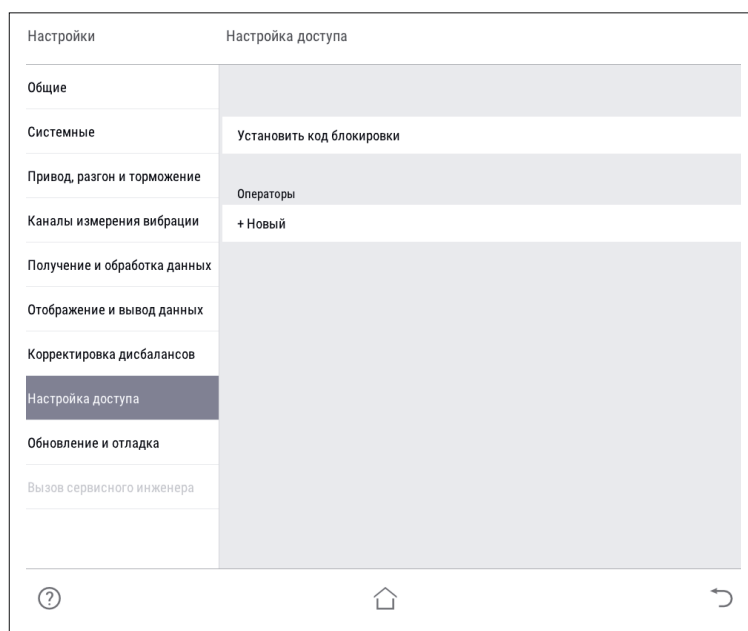 Настройки
Настройка доступа
Общие
Системные
Привод, разгон и торможение
Каналы измерения вибрации
Получение и обработка данных
Отображение и вывод данных
Корректировка дисбалансов
Настройка доступа
Обновление и отладка
Вызов сервисного инженера
Установить код блокировки
Операторы
+ Новый
?